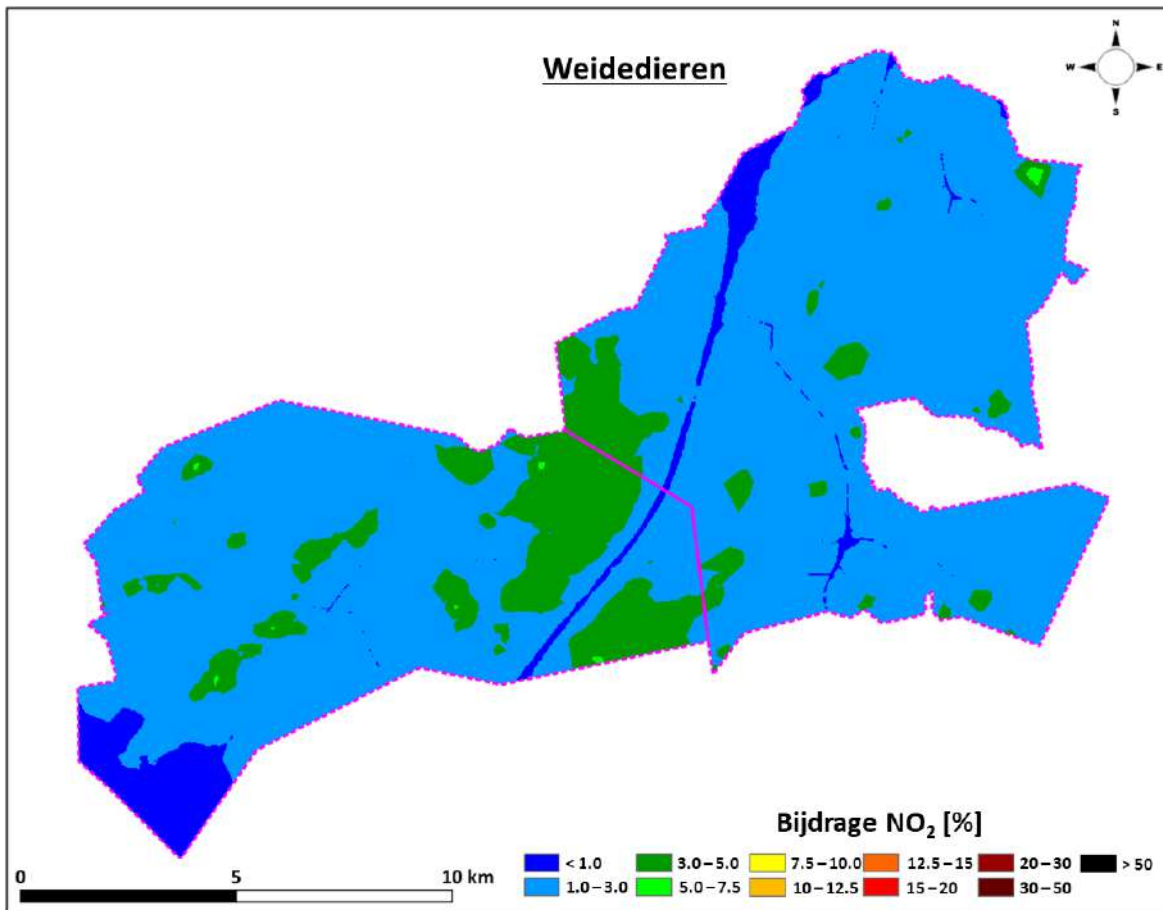 Weidedieren
N
W E
S
Bijdrage NO₂ [%]
0 5 10 km
< 1.0 3.0 – 5.0 7.5 – 10.0 12.5 – 15 20 – 30 > 50
1.0 – 3.0 5.0 – 7.5 10 – 12.5 15 – 20 30 – 50